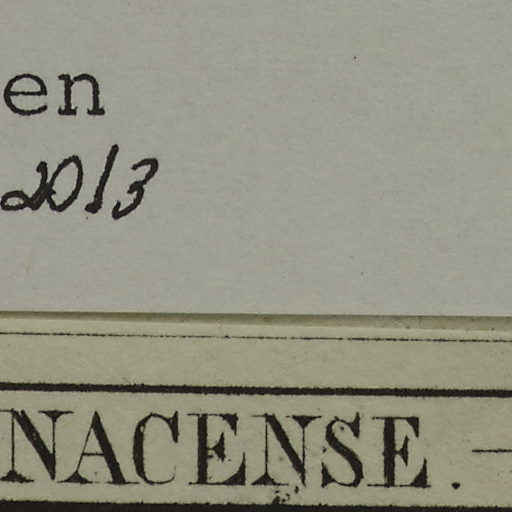 en
2013
NACENSE. —